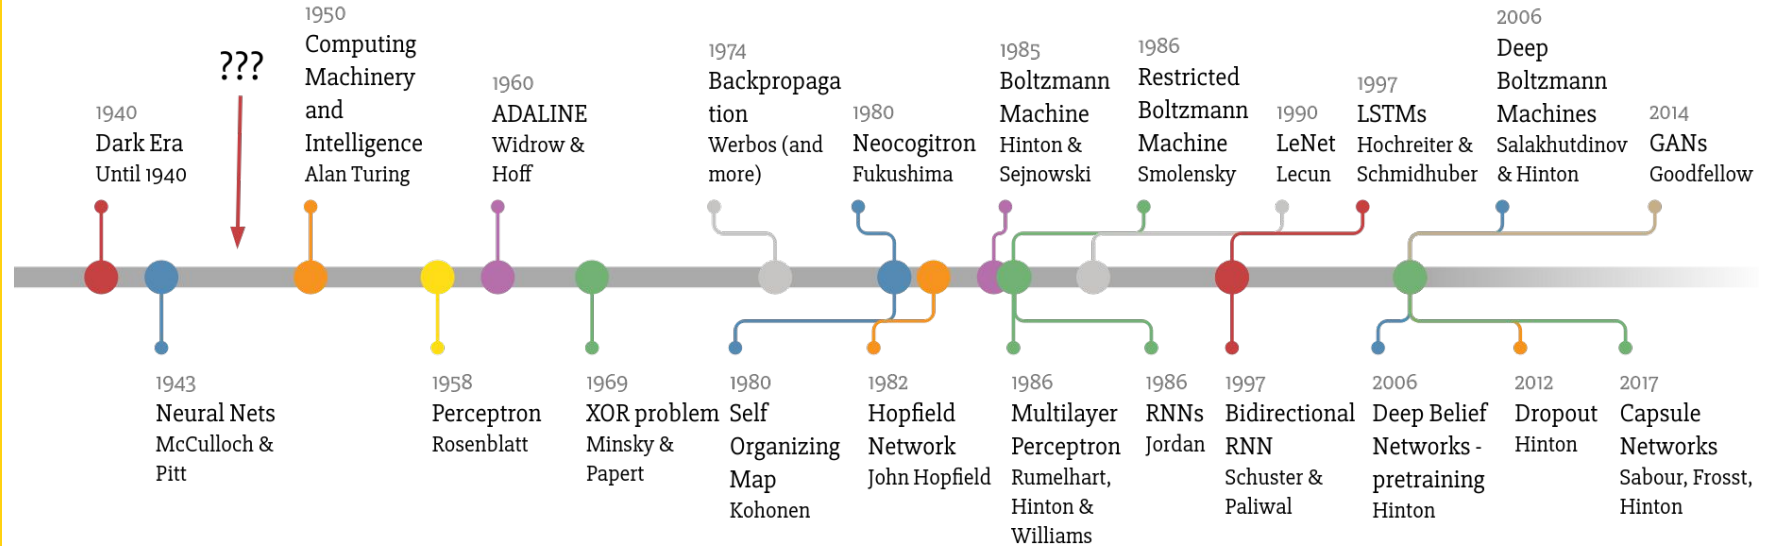 ???
1940
Dark Era
Until 1940
1950
Computing
Machinery
and
Intelligence
Alan Turing
1960
ADALINE
Widrow &
Hoff
1974
Backpropaga
tion
Werbos (and
more)
1980
Neocogitron
Fukushima
1985
Boltzmann
Machine
Hinton &
Sejnowski
1986
Restricted
Boltzmann
Machine
Smolensky
1990
LeNet
Lecun
1997
LSTMs
Hochreiter &
Schmidhuber
2006
Deep
Boltzmann
Machines
Salakhutdinov
& Hinton
2014
GANs
Goodfellow
1943
Neural Nets
McCulloch &
Pitt
1958
Perceptron
Rosenblatt
1969
XOR problem
Minsky &
Papert
1980
Self
Organizing
Map
Kohonen
1982
Hopfield
Network
John Hopfield
1986
Multilayer
Perceptron
Rumelhart,
Hinton &
Williams
1986
RNNs
Jordan
1997
Bidirectional
RNN
Schuster &
Paliwal
2006
Deep Belief
Networks -
pretraining
Hinton
2012
Dropout
Hinton
2017
Capsule
Networks
Sabour, Frosst,
Hinton